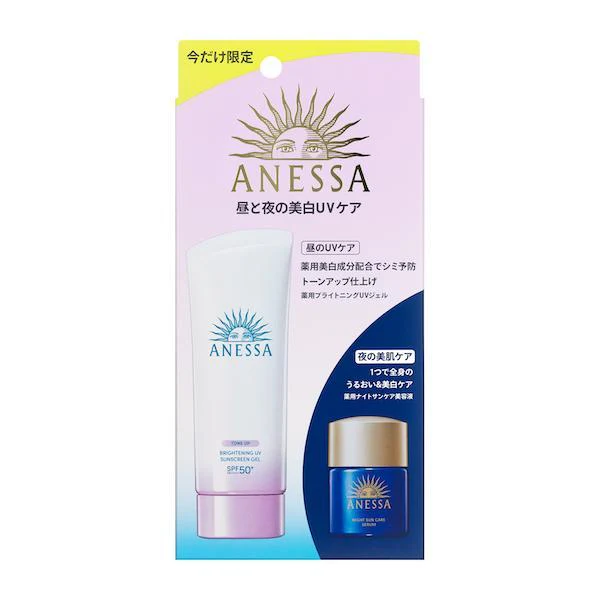 今だけ限定
ANESSA
昼と夜の美白UVケア
昼のUVケア
薬用美白成分配合でシミ予防
トーンアップ仕上げ
薬用ブライトニングUVジェル
ANESSA
TONE UP
BRIGHTENING UV
SUNSCREEN GEL
SPF50+
夜の美肌ケア
1つで全身の
うるおい&美白ケア
薬用ナイトサンケア美容液
ANESSA
NIGHT SUN CARE
SERUM